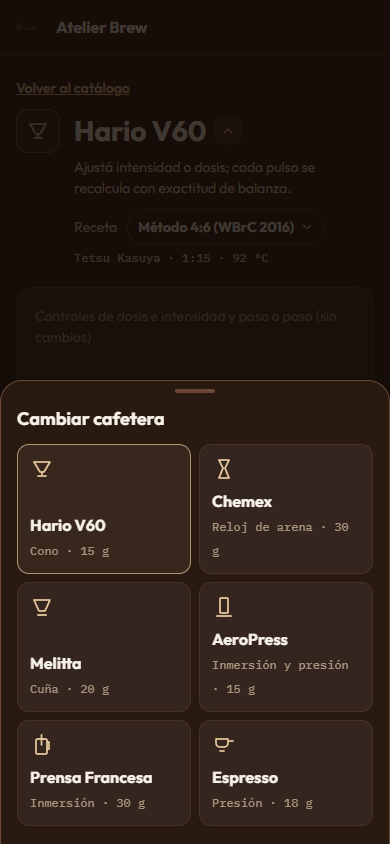 Atelier Brew
Volver al catálogo
Hario V60
Ajustá intensidad o dosis; cada pulso se
recalcula con exactitud de balanza.
Receta Método 4:6 (WBrC 2016)
Tetsu Kasuya · 1:15 · 92 °C
Controles de dosis e intensidad y paso a paso (sin
cambios)
Cambiar cafetera
Hario V60
Cono · 15 g
Chemex
Reloj de arena · 30
g
Melitta
Cuña · 20 g
AeroPress
Inmersión y presión
· 15 g
Prensa Francesa
Inmersión · 30 g
Espresso
Presión · 18 g